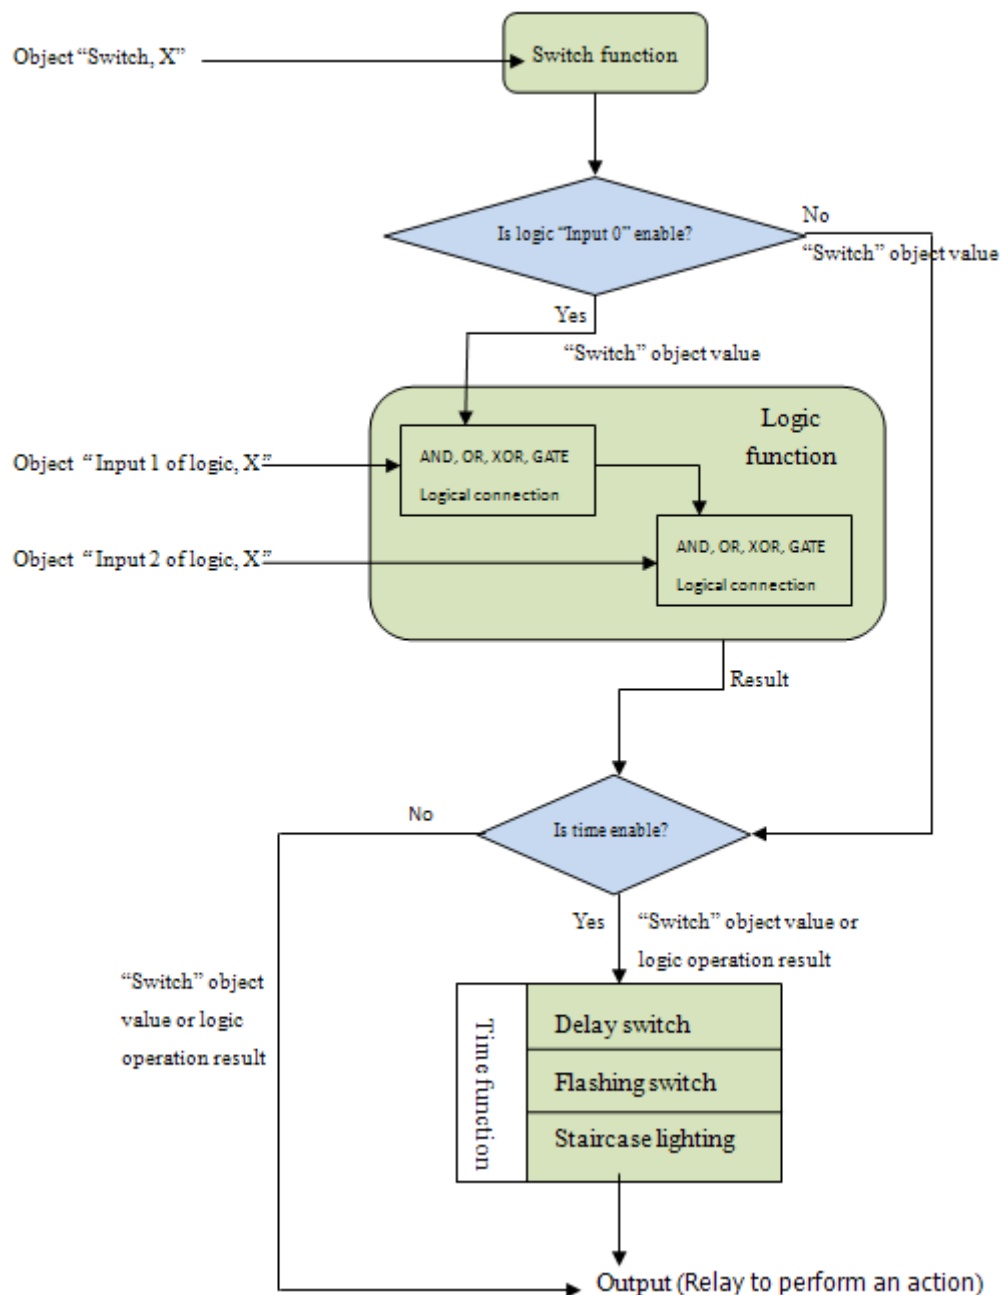 Object “Switch, X”
Switch function
Is logic “Input 0” enable?
No
“Switch” object value
Yes
“Switch” object value
Logic
function
Object “Input 1 of logic, X”
AND, OR, XOR, GATE
Logical connection
Object “Input 2 of logic, X”
AND, OR, XOR, GATE
Logical connection
Result
No
Is time enable?
Yes
“Switch” object value or
logic operation result
“Switch” object
value or logic
operation result
Time function
Delay switch
Flashing switch
Staircase lighting
Output (Relay to perform an action)